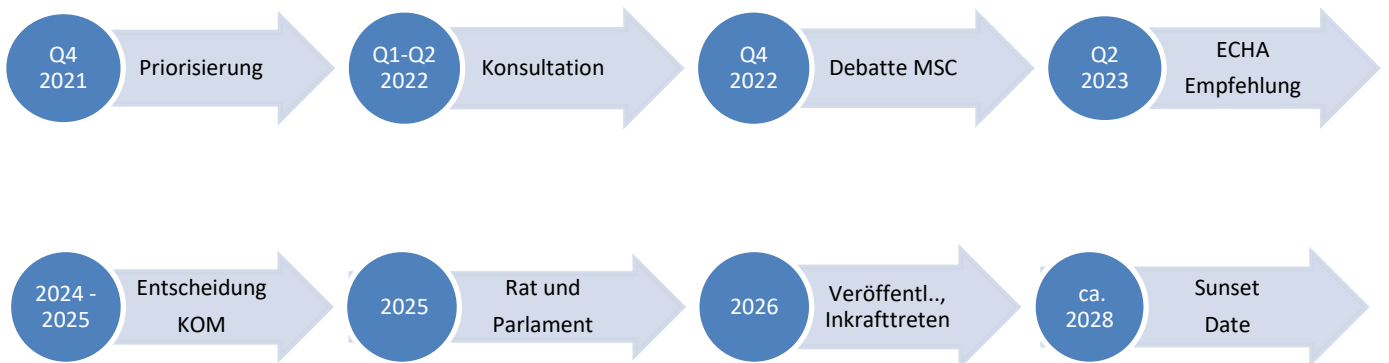 Q4
2021
Priorisierung
Q1-Q2
2022
Konsultation
Q4
2022
Debatte MSC
Q2
2023
ECHA
Empfehlung
2024 -
2025
Entscheidung
KOM
2025
Rat und
Parlament
2026
Veröffentl..,
Inkrafttreten
ca.
2028
Sunset
Date